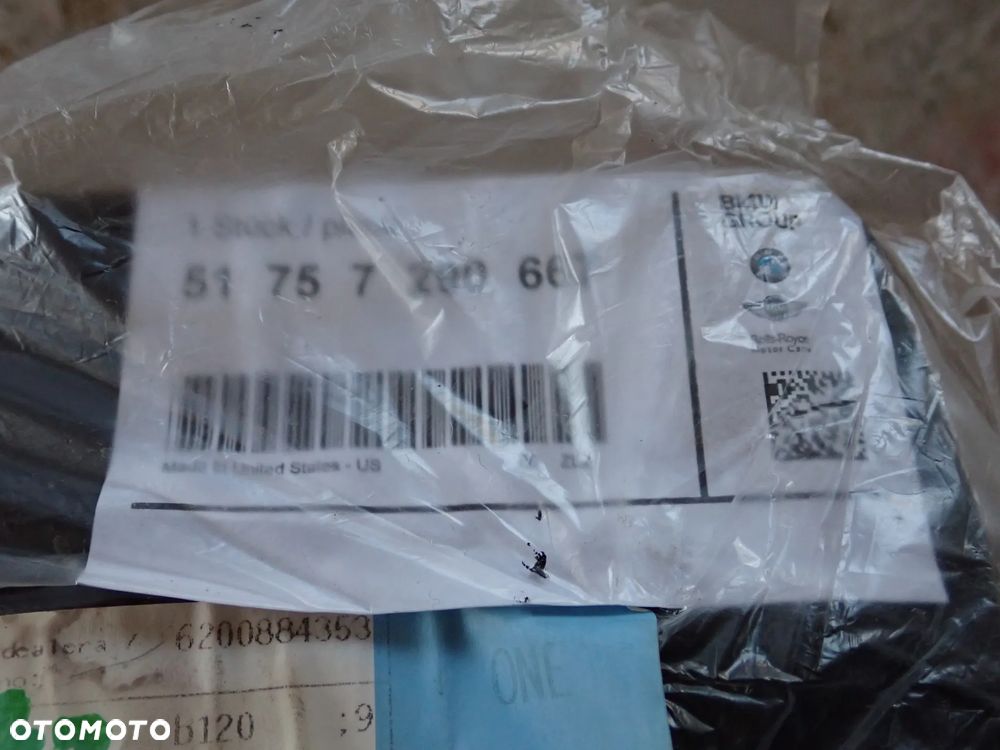 1 Stück /
51 75 7 200 66
Made in United States - US
BMW
GROUP
Rolls-Royce
Motor Cars
dealera / 6200884353
b120 ;9
ONE
OTOMOTO